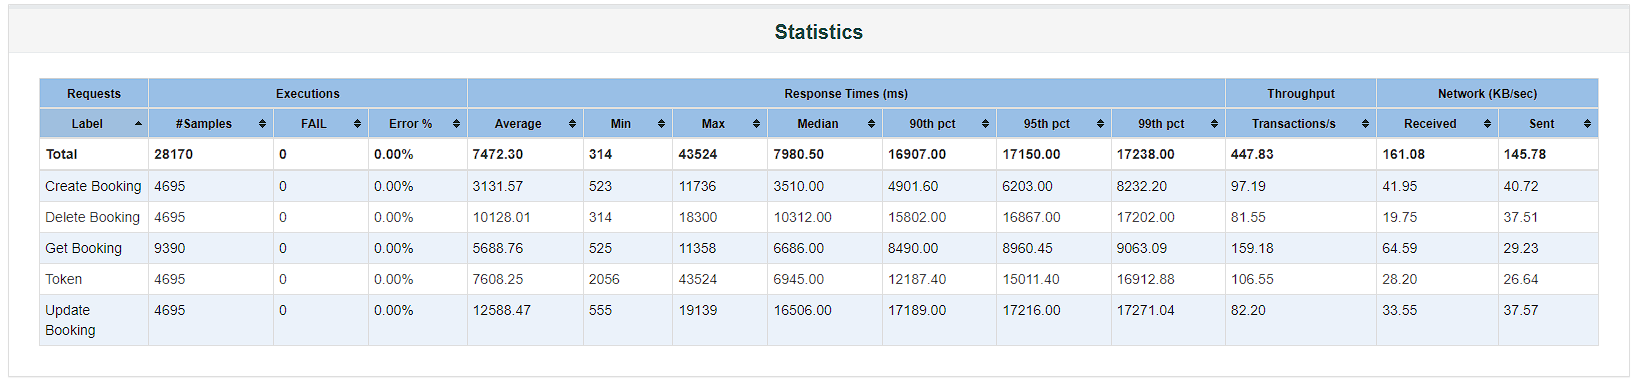 Statistics
Requests Executions Response Times (ms) Throughput Network (KB/sec)
Label #Samples FAIL Error % Average Min Max Median 90th pct 95th pct 99th pct Transactions/s Received Sent
Total 28170 0 0.00% 7472.30 314 43524 7980.50 16907.00 17150.00 17238.00 447.83 161.08 145.78
Create Booking 4695 0 0.00% 3131.57 523 11736 3510.00 4901.60 6203.00 8232.20 97.19 41.95 40.72
Delete Booking 4695 0 0.00% 10128.01 314 18300 10312.00 15802.00 16867.00 17202.00 81.55 19.75 37.51
Get Booking 9390 0 0.00% 5688.76 525 11358 6686.00 8490.00 8960.45 9063.09 159.18 64.59 29.23
Token 4695 0 0.00% 7608.25 2056 43524 6945.00 12187.40 15011.40 16912.88 106.55 28.20 26.64
Update 4695 0 0.00% 12588.47 555 19139 16506.00 17189.00 17216.00 17271.04 82.20 33.55 37.57
Booking